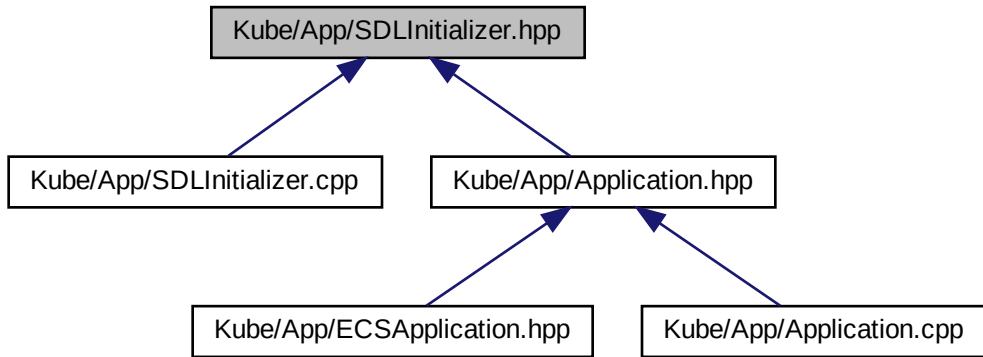 Kube/App/SDLInitializer.hpp
Kube/App/SDLInitializer.cpp
Kube/App/Application.hpp
Kube/App/ECSApplication.hpp
Kube/App/Application.cpp